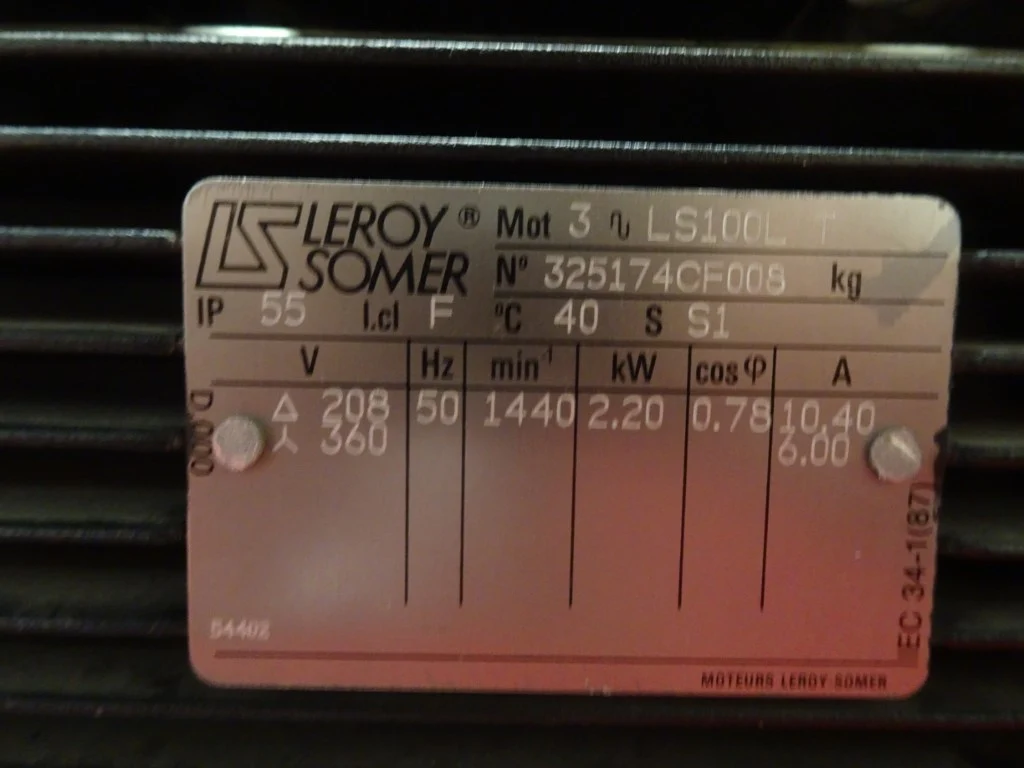 LEROY® Mot 3 ∿ LS100L T
SOMER N° 325174CF008 kg
IP 55 I.cl F °C 40 S S1
V Hz min⁻¹ kW cosφ A
Δ 208 50 1440 2.20 0.78 10.40
⅄ 360 6.00
D.000
EC 34-1(87)
54402
MOTEURS LEROY-SOMER